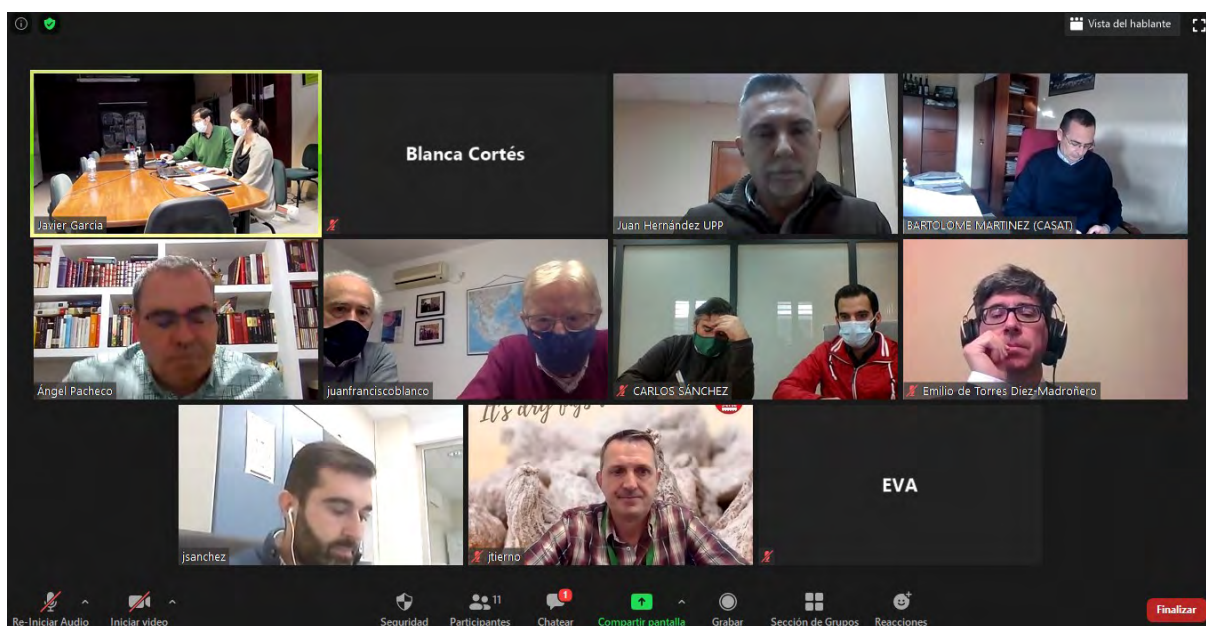 Vista del hablante
Javier García
Blanca Cortés
Juan Hernández UPP
BARTOLOME MARTINEZ (CASAT)
Ángel Pacheco
juanfranciscoblanco
CARLOS SÁNCHEZ
Emilio de Torres Díez-Madroñero
jsanchez
It's dry
jtierno
EVA
Re-Iniciar Audio
Iniciar video
Seguridad
11
Participantes
1
Chatear
Compartir pantalla
Grabar
Sección de Grupos
Reacciones
Finalizar